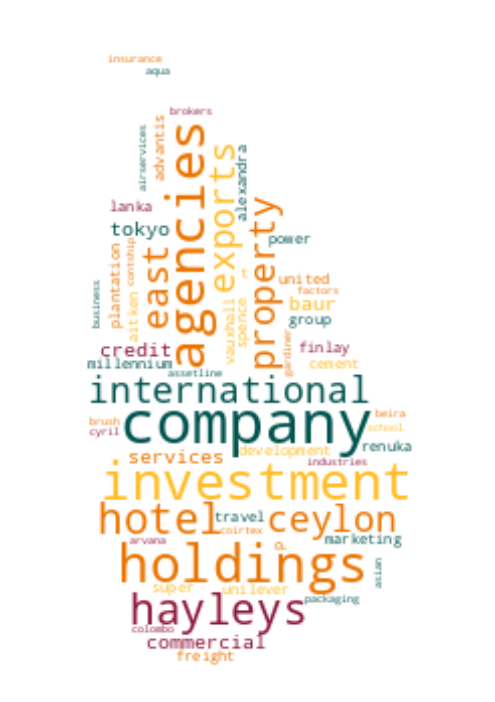 insurance
aqua
brokers
agencies
advantis
airservices
exports
alexandra
lanka
tokyo
east
property
power
plantation
contship
aitken
business
united
factors
baur
group
vauxhall
spence
rt
gardiner
credit
finlay
millennium
cement
assetline
international
company
beira
brush
school
cyril
renuka
development
services
industries
investment
hotel
travel
ceylon
coirtex
marketing
arvana
p
holdings
asian
super
unilever
packaging
hayleys
colombo
commercial
freight